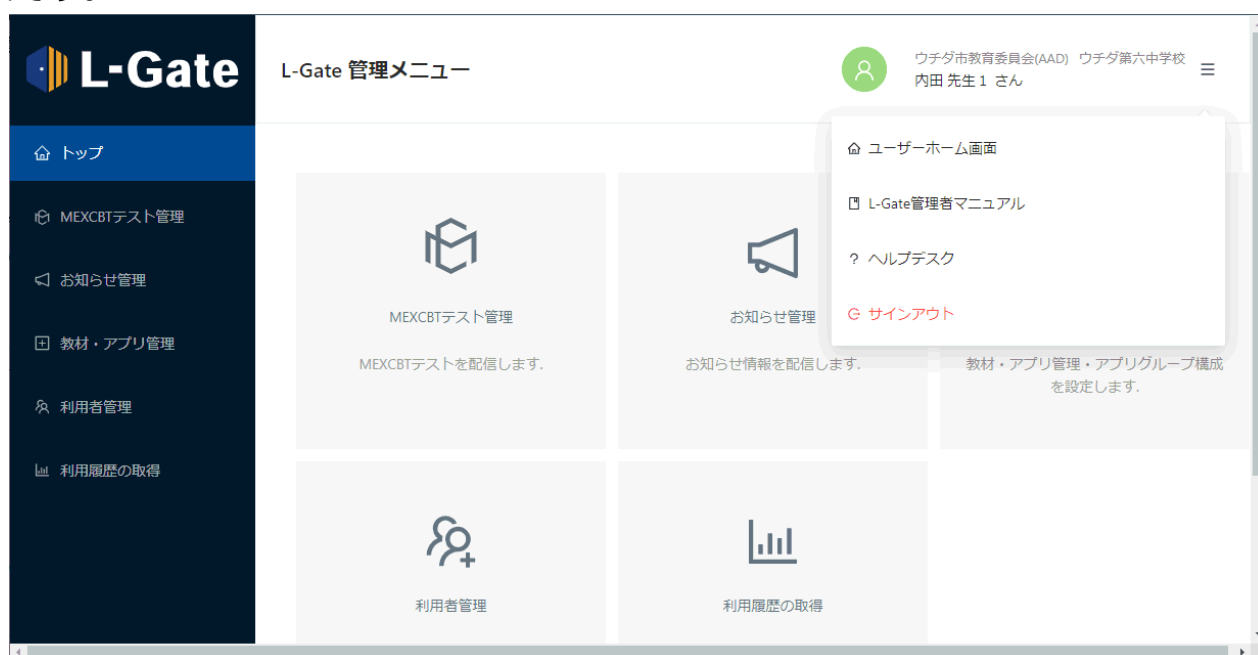 L-Gate
L-Gate 管理メニュー
ウチダ市教育委員会(AAD) ウチダ第六中学校
内田 先生１ さん
トップ
MEXCBTテスト管理
お知らせ管理
教材・アプリ管理
利用者管理
利用履歴の取得
ユーザーホーム画面
L-Gate管理者マニュアル
? ヘルプデスク
サインアウト
MEXCBTテスト管理
MEXCBTテストを配信します.
お知らせ管理
お知らせ情報を配信します.
教材・アプリ管理・アプリグループ構成
を設定します.
利用者管理
利用履歴の取得